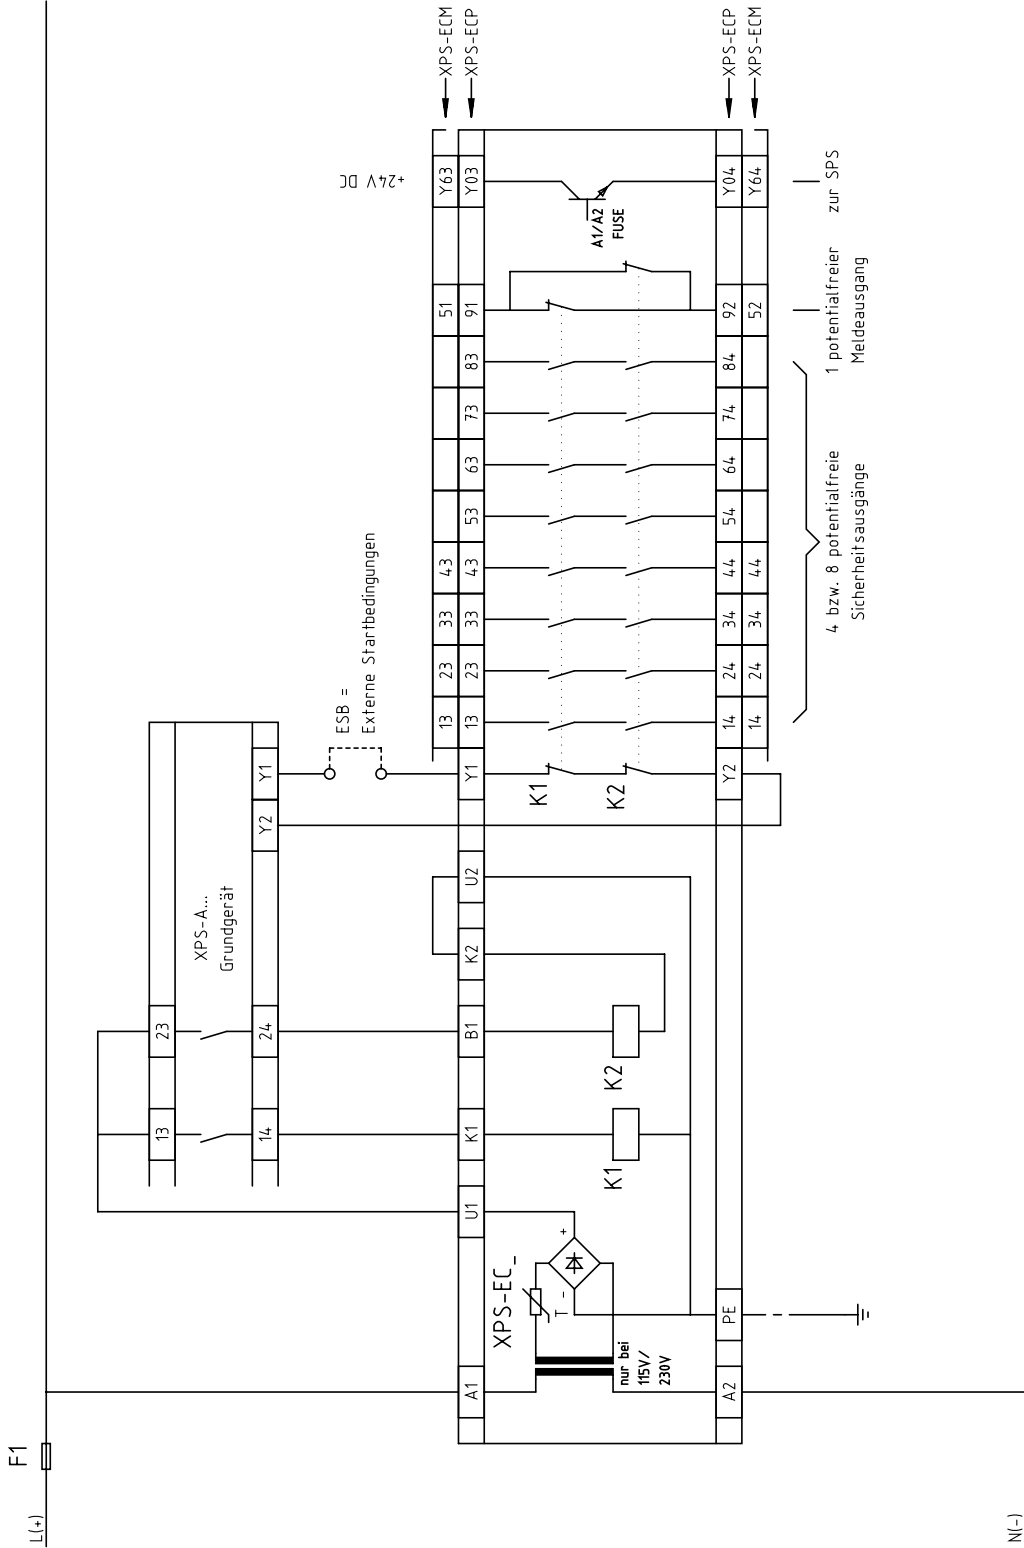 L(+)
F1
N(-)
XPS-A...
Grundgerät
13
23
14
24
Y2
Y1
ESB =
Externe Startbedingungen
+24V DC
XPS-ECM
XPS-ECP
13
23
33
43
51
Y63
A1
U1
K1
B1
K2
U2
Y1
13
23
33
43
53
63
73
83
91
Y03
XPS-EC_
T
+
-
nur bei
115V/
230V
K1
K2
K1
K2
A1/A2
FUSE
A2
PE
Y2
14
24
34
44
54
64
74
84
92
Y04
14
24
34
44
52
Y64
XPS-ECP
XPS-ECM
4 bzw. 8 potentialfreie
Sicherheitsausgänge
1 potentialfreier
Meldeausgang
zur SPS